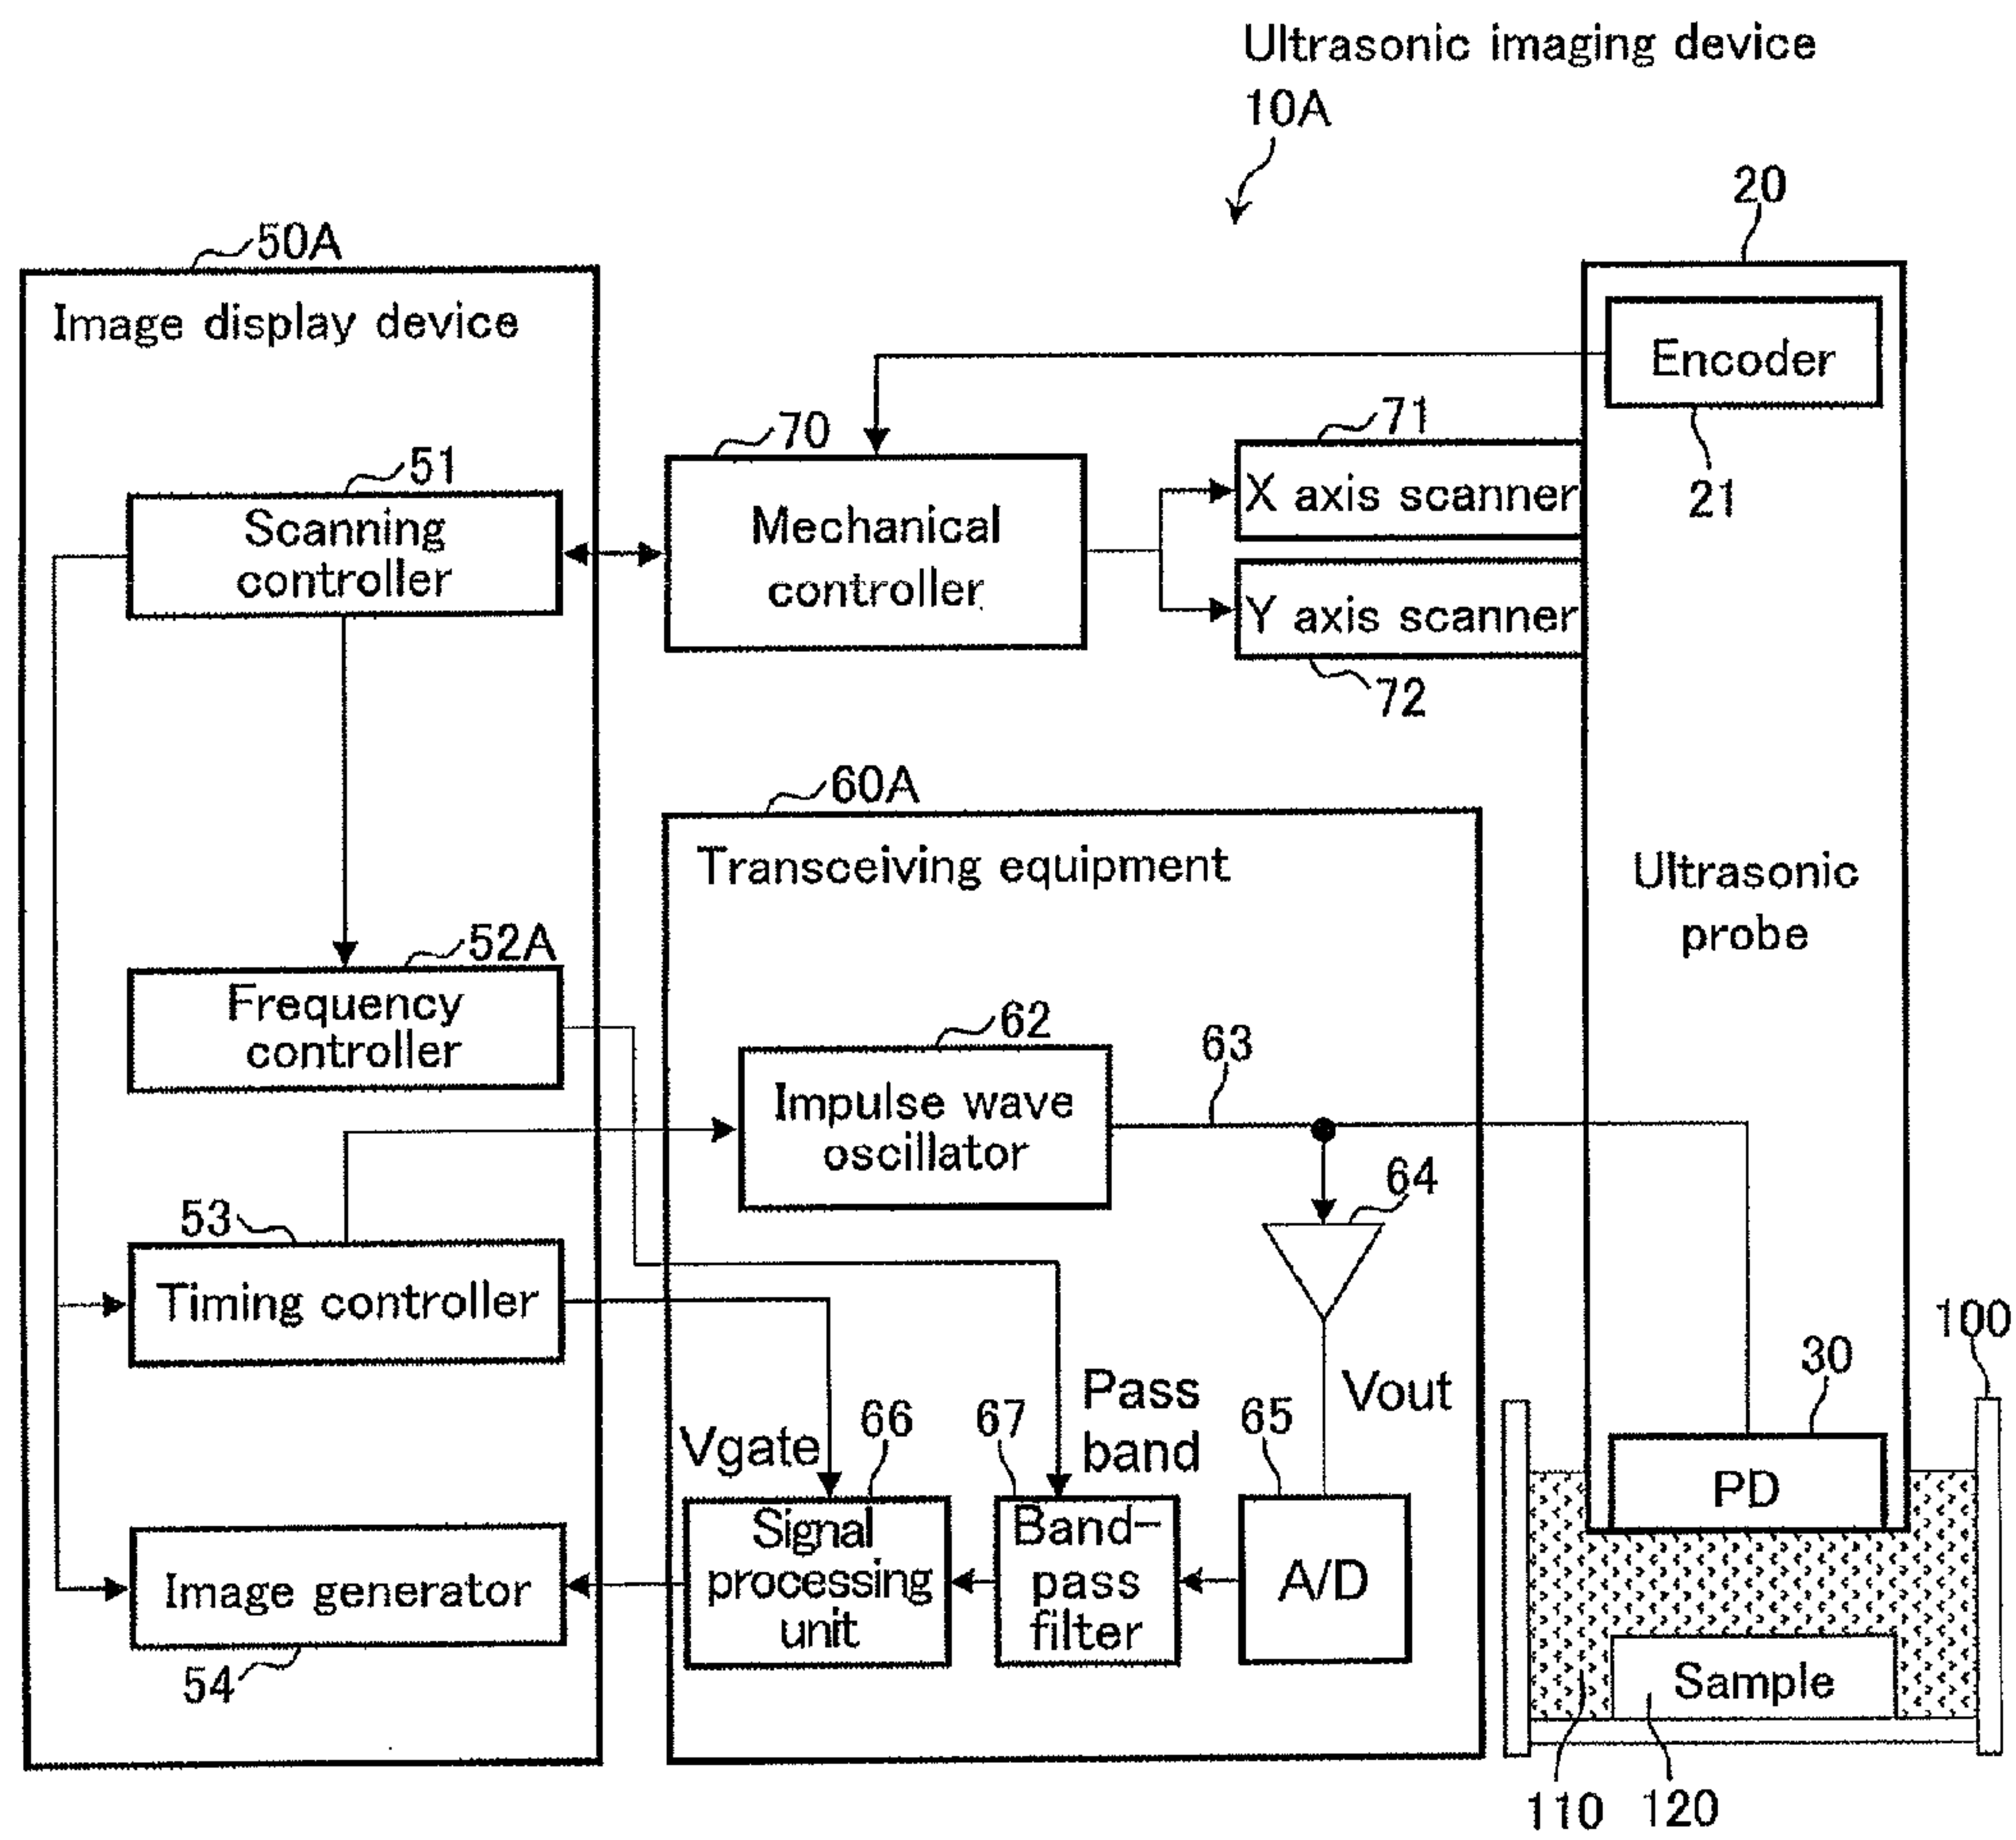 Ultrasonic imaging device
10A
20
50A
Image display device
Encoder
21
70
71
X axis scanner
51
Scanning
controller
Mechanical
controller
Y axis scanner
72
60A
Transceiving equipment
Ultrasonic
probe
52A
Frequency
controller
62
Impulse wave
oscillator
63
64
53
Timing controller
100
30
Vout
Pass
band
Vgate
66
67
65
PD
Signal
processing
unit
Band-
pass
filter
A/D
Image generator
54
Sample
110
120